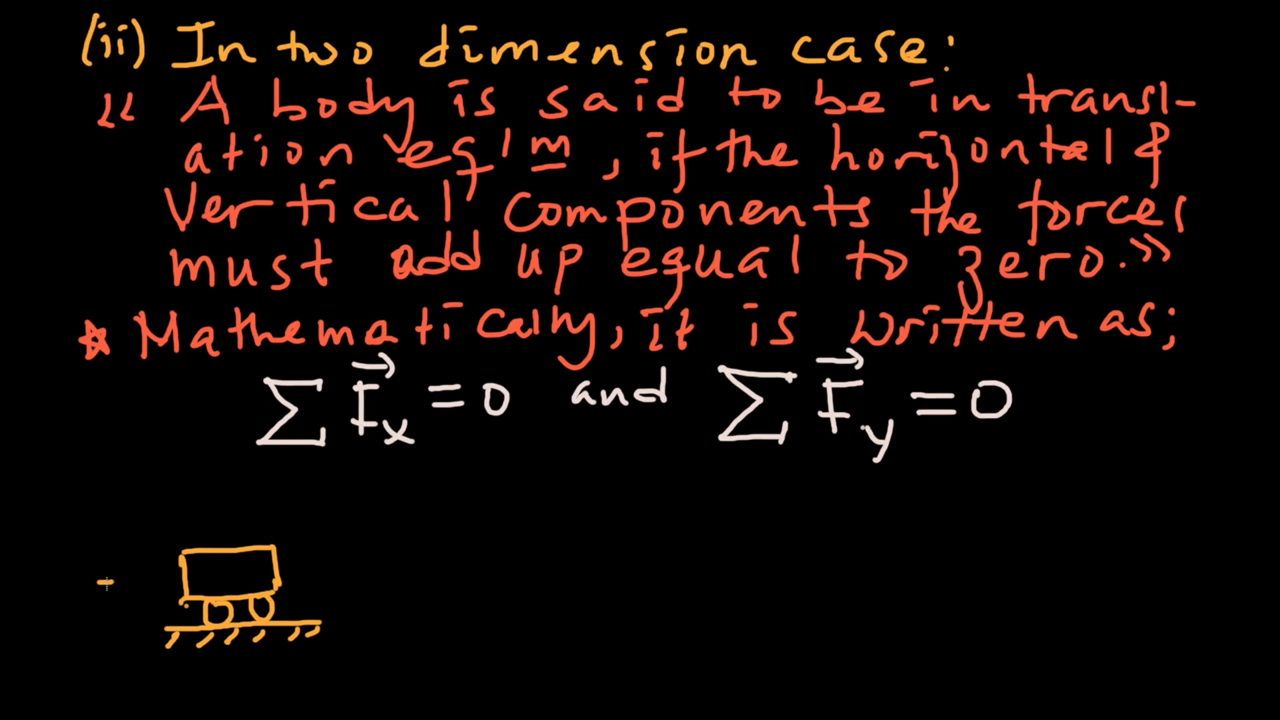 (ii) In two dimension case:
“ A body is said to be in transl-
ation eqlm, if the horizontal &
Vertical components the forces
must add up equal to zero.”
* Mathematically, it is written as;
∑ F⃗x = 0 and ∑ F⃗y = 0